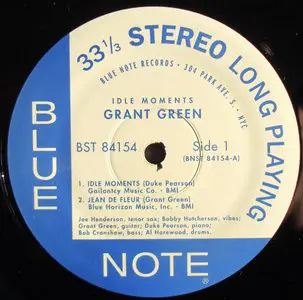 33 1/3 STEREO LONG PLAYING
BLUE NOTE RECORDS • 304 PARK AVE. S. • NYC
IDLE MOMENTS
GRANT GREEN
BST 84154
Side 1
(BNST 84154-A)
1. IDLE MOMENTS (Duke Pearson)
Gailantcy Music Co. - BMI
2. JEAN DE FLEUR (Grant Green)
Blue Horizon Music, Inc. - BMI
Joe Henderson, tenor sax; Bobby Hutcherson, vibes;
Grant Green, guitar; Duke Pearson, piano;
Bob Cranshaw, bass; Al Harewood, drums.
BLUE
NOTE®